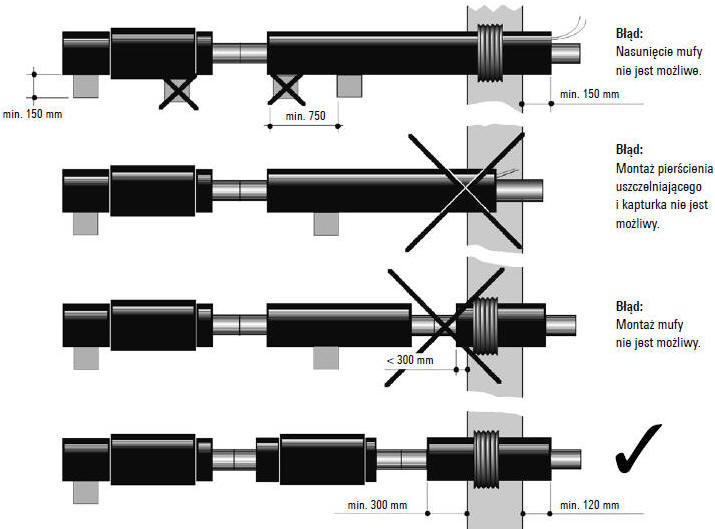 Błąd:
Nasunięcie mufy
nie jest możliwe.
min. 150 mm
min. 150 mm
min. 750
Błąd:
Montaż pierścienia
uszczelniającego
i kapturka nie jest
możliwy.
Błąd:
Montaż mufy
nie jest możliwy.
< 300 mm
min. 300 mm
min. 120 mm